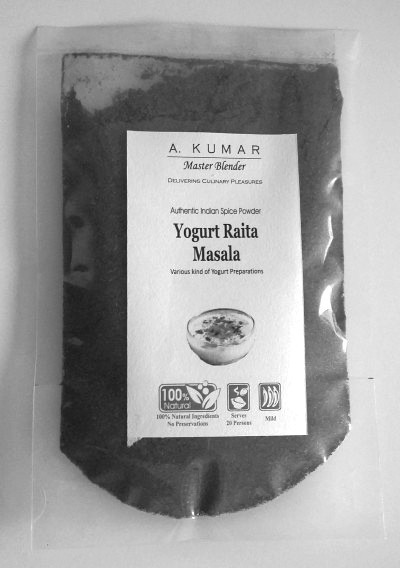 A. KUMAR
Master Blender
DELIVERING CULINARY PLEASURES
Authentic Indian Spice Powder
Yogurt Raita
Masala
Various kind of Yogurt Preparations
100%
Natural
100% Natural Ingredients
No Preservations
Serves
20 Persons
Mild